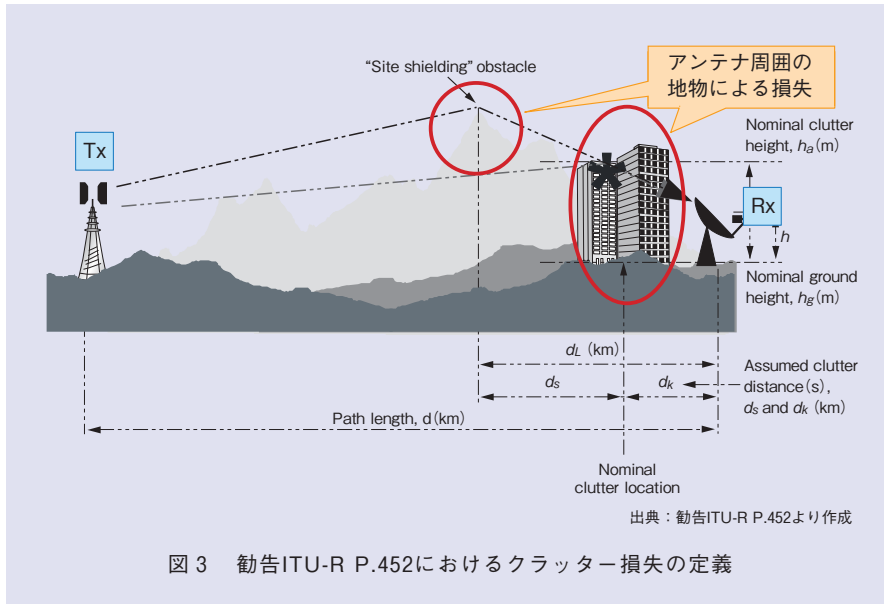 アンテナ周囲の
地物による損失
“Site shielding” obstacle
Tx
Nominal clutter
height, ha(m)
Rx
h
Nominal ground
height, hg(m)
dL (km)
ds
dk
Assumed clutter
distance(s),
ds and dk (km)
Path length, d(km)
Nominal
clutter location
出典：勧告ITU-R P.452より作成
図3 勧告ITU-R P.452におけるクラッター損失の定義